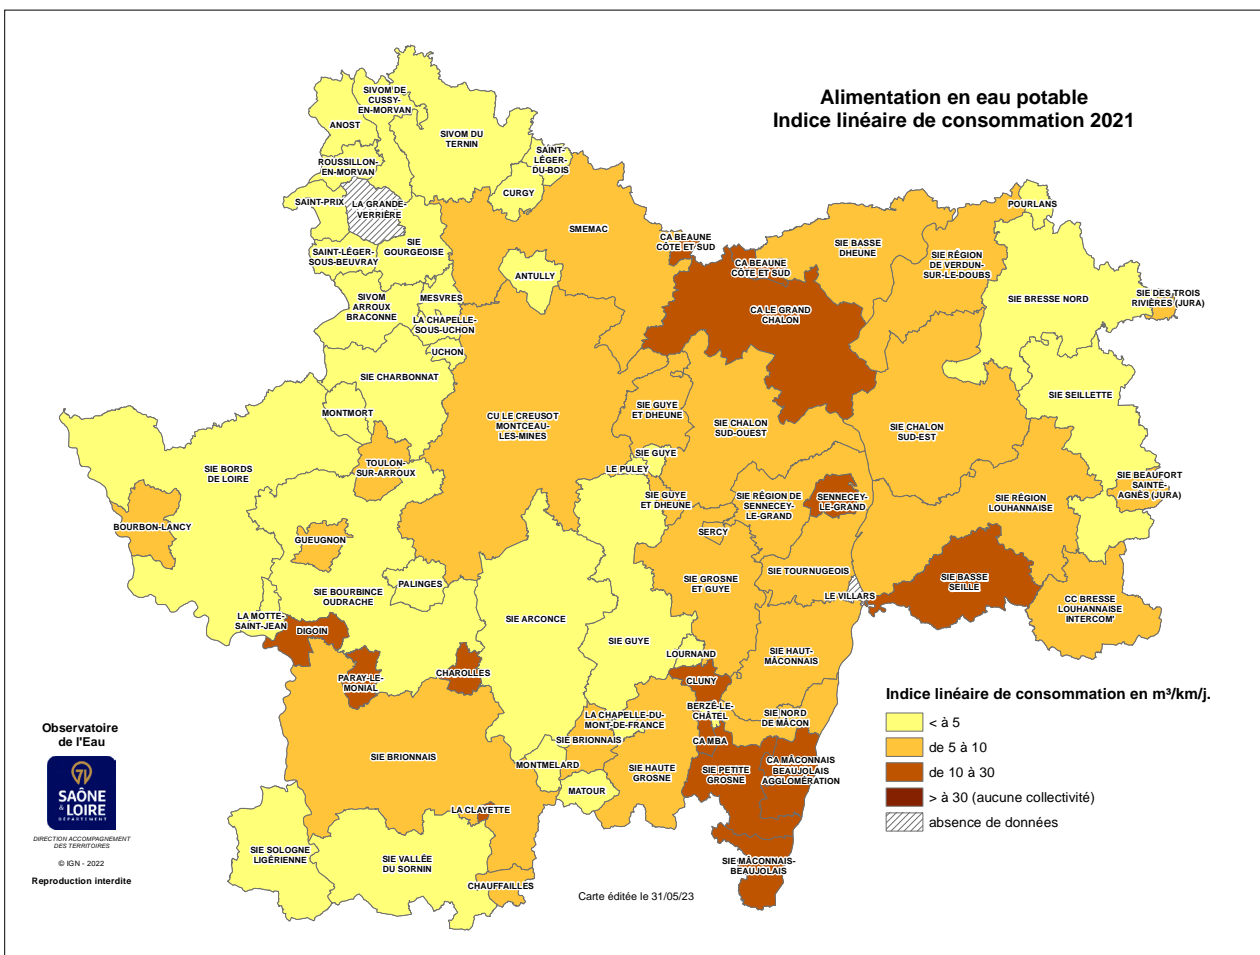 Alimentation en eau potable
Indice linéaire de consommation 2021
SIVOM DE
CUSSY-
EN-MORVAN
ANOST
SIVOM DU
TERNIN
SAINT-
LÉGER-
DU-BOIS
ROUSSILLON-
EN-MORVAN
CURGY
SAINT-PRIX
LA GRANDE-
VERRIÈRE
POURLANS
SMEMAC
CA BEAUNE
CÔTE ET SUD
SIE
GOURGEOISE
SAINT-LÉGER-
SOUS-BEUVRAY
SIE BASSE
DHEUNE
SIE RÉGION
DE VERDUN-
SUR-LE-DOUBS
CA BEAUNE
CÔTE ET SUD
ANTULLY
SIVOM
ARROUX
BRACONNE
MESVRES
SIE BRESSE NORD
SIE DES TROIS
RIVIÈRES (JURA)
CA LE GRAND
CHALON
LA CHAPELLE-
SOUS-UCHON
UCHON
SIE CHARBONNAT
SIE SEILLETTE
MONTMORT
SIE GUYE
ET DHEUNE
CU LE CREUSOT
MONTCEAU-
LES-MINES
SIE CHALON
SUD-OUEST
SIE CHALON
SUD-EST
SIE GUYE
LE PULEY
TOULON-
SUR-ARROUX
SIE BORDS
DE LOIRE
SIE BEAUFORT
SAINTE-
AGNÈS (JURA)
SIE GUYE
ET DHEUNE
SIE RÉGION DE
SENNECEY-
LE-GRAND
SENNECEY-
LE-GRAND
SIE RÉGION
LOUHANNAISE
BOURBON-LANCY
GUEUGNON
SERCY
SIE TOURNUGEOIS
SIE GROSNE
ET GUYE
SIE BASSE
SEILLE
PALINGES
SIE BOURBINCE
OUDRACHE
LE VILLARS
CC BRESSE
LOUHANNAISE
INTERCOM'
LA MOTTE-
SAINT-JEAN
DIGOIN
SIE ARCONCE
SIE GUYE
LOURNAND
SIE HAUT-
MÂCONNAIS
CHAROLLES
PARAY-LE-
MONIAL
CLUNY
BERZÉ-LE-
CHÂTEL
SIE NORD
DE MÂCON
LA CHAPELLE-DU-
MONT-DE-FRANCE
SIE BRIONNAIS
CA MBA
SIE BRIONNAIS
MONTMELARD
SIE HAUTE
GROSNE
SIE PETITE
GROSNE
CA MÂCONNAIS
BEAUJOLAIS
AGGLOMÉRATION
MATOUR
LA CLAYETTE
SIE SOLOGNE
LIGÉRIENNE
SIE VALLÉE
DU SORNIN
SIE MÂCONNAIS-
BEAUJOLAIS
CHAUFFAILLES
Indice linéaire de consommation en m³/km/j.
< à 5
de 5 à 10
de 10 à 30
> à 30 (aucune collectivité)
absence de données
Observatoire
de l'Eau
71
SAÔNE
& LOIRE
DÉPARTEMENT
DIRECTION ACCOMPAGNEMENT
DES TERRITOIRES
© IGN - 2022
Reproduction interdite
Carte éditée le 31/05/23